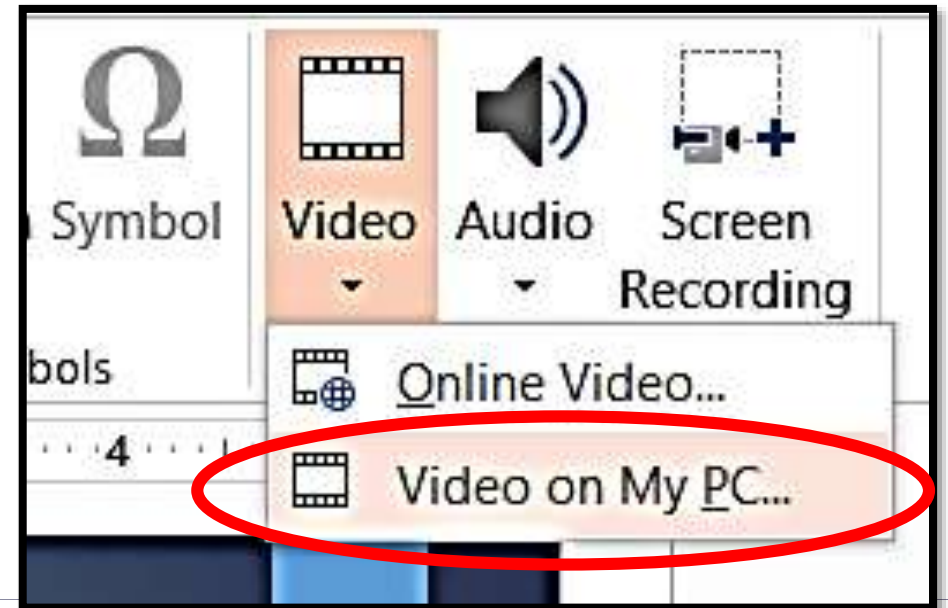 Ω
Symbol
Video
Audio
Screen
Recording
bols
Online Video...
4
Video on My PC...